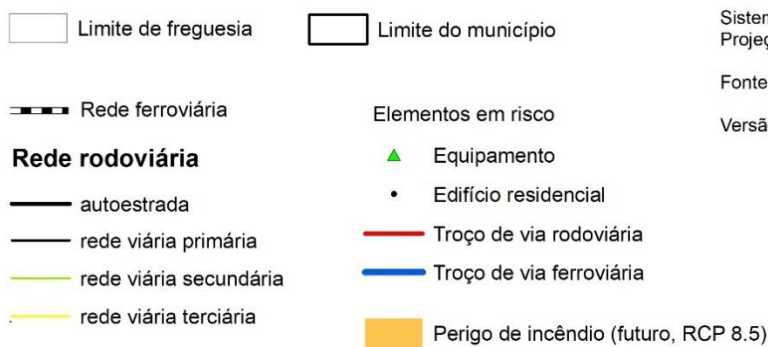 Limite de freguesia
Limite do município
Rede ferroviária
Rede rodoviária
autoestrada
rede viária primária
rede viária secundária
rede viária terciária
Elementos em risco
Equipamento
Edifício residencial
Troço de via rodoviária
Troço de via ferroviária
Perigo de incêndio (futuro, RCP 8.5)
Fonte